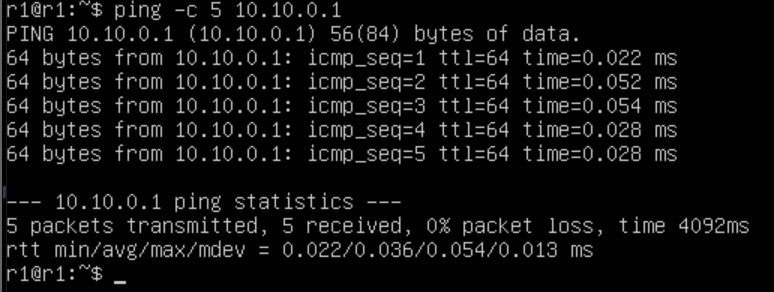 r1@r1:~$ ping -c 5 10.10.0.1
PING 10.10.0.1 (10.10.0.1) 56(84) bytes of data.
64 bytes from 10.10.0.1: icmp_seq=1 ttl=64 time=0.022 ms
64 bytes from 10.10.0.1: icmp_seq=2 ttl=64 time=0.052 ms
64 bytes from 10.10.0.1: icmp_seq=3 ttl=64 time=0.054 ms
64 bytes from 10.10.0.1: icmp_seq=4 ttl=64 time=0.028 ms
64 bytes from 10.10.0.1: icmp_seq=5 ttl=64 time=0.028 ms
--- 10.10.0.1 ping statistics ---
5 packets transmitted, 5 received, 0% packet loss, time 4092ms
rtt min/avg/max/mdev = 0.022/0.036/0.054/0.013 ms
r1@r1:~$ _